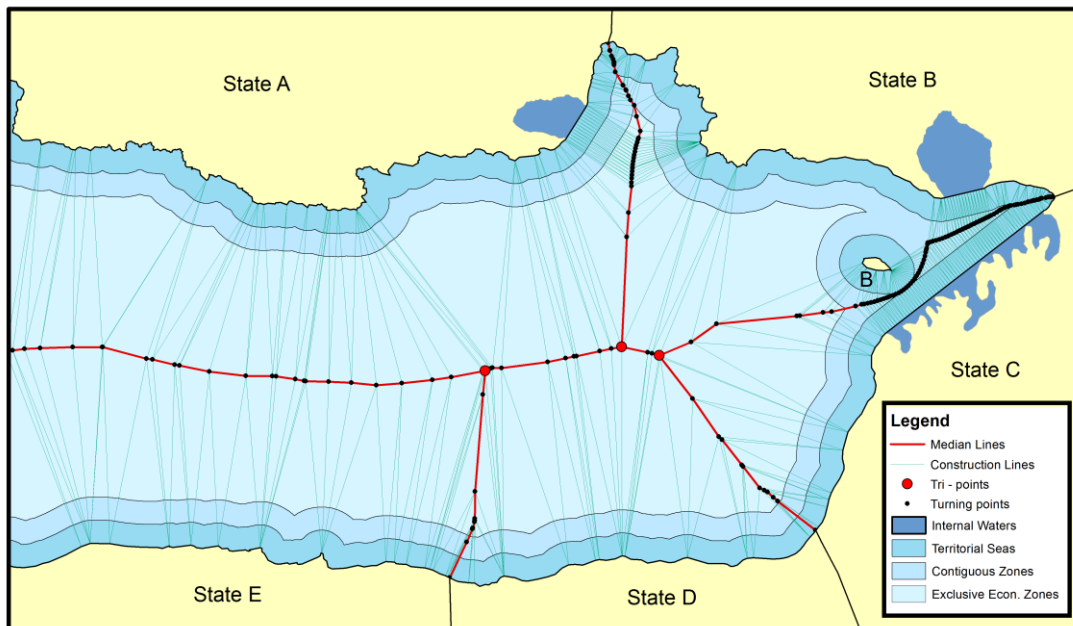 State A
State B
B
State C
State E
State D
Legend
Median Lines
Construction Lines
Tri - points
Turning points
Internal Waters
Territorial Seas
Contiguous Zones
Exclusive Econ. Zones